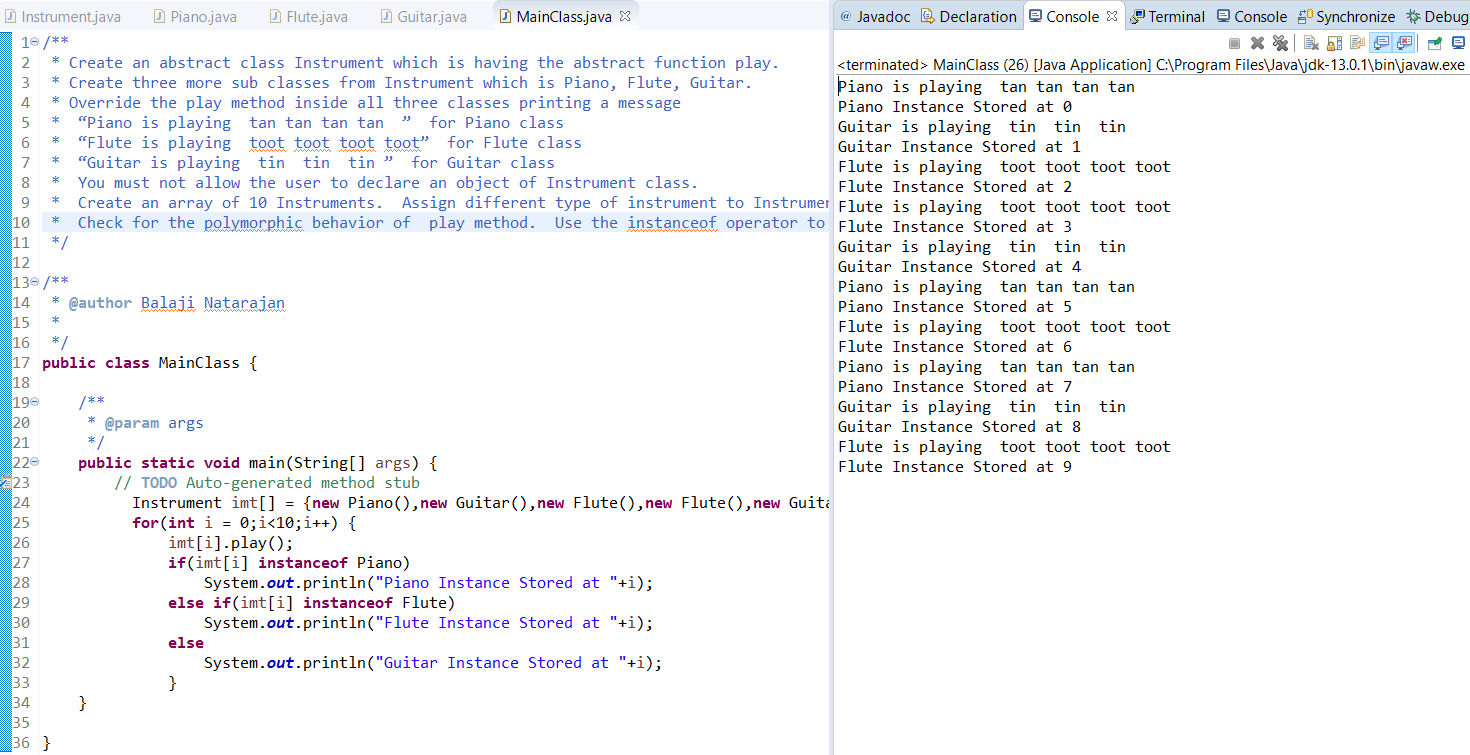 Instrument.java Piano.java Flute.java Guitar.java MainClass.java
1 /**
2 * Create an abstract class Instrument which is having the abstract function play.
3 * Create three more sub classes from Instrument which is Piano, Flute, Guitar.
4 * Override the play method inside all three classes printing a message
5 * “Piano is playing  tan tan tan tan  ”  for Piano class
6 * “Flute is playing  toot toot toot toot”  for Flute class
7 * “Guitar is playing  tin  tin  tin ”  for Guitar class
8 *  You must not allow the user to declare an object of Instrument class.
9 *  Create an array of 10 Instruments.  Assign different type of instrument to Instrumen
10 *  Check for the polymorphic behavior of  play method.  Use the instanceof operator to
11 */
12
13 /**
14 * @author Balaji Natarajan
15 *
16 */
17 public class MainClass {
18
19 /**
20 * @param args
21 */
22 public static void main(String[] args) {
23 // TODO Auto-generated method stub
24 Instrument imt[] = {new Piano(),new Guitar(),new Flute(),new Flute(),new Guita
25 for(int i = 0;i<10;i++) {
26 imt[i].play();
27 if(imt[i] instanceof Piano)
28 System.out.println("Piano Instance Stored at "+i);
29 else if(imt[i] instanceof Flute)
30 System.out.println("Flute Instance Stored at "+i);
31 else
32 System.out.println("Guitar Instance Stored at "+i);
33 }
34 }
35
36 }
@ Javadoc Declaration Console Terminal Console Synchronize Debug
<terminated> MainClass (26) [Java Application] C:\Program Files\Java\jdk-13.0.1\bin\javaw.exe
Piano is playing  tan tan tan tan
Piano Instance Stored at 0
Guitar is playing  tin  tin  tin
Guitar Instance Stored at 1
Flute is playing  toot toot toot toot
Flute Instance Stored at 2
Flute is playing  toot toot toot toot
Flute Instance Stored at 3
Guitar is playing  tin  tin  tin
Guitar Instance Stored at 4
Piano is playing  tan tan tan tan
Piano Instance Stored at 5
Flute is playing  toot toot toot toot
Flute Instance Stored at 6
Piano is playing  tan tan tan tan
Piano Instance Stored at 7
Guitar is playing  tin  tin  tin
Guitar Instance Stored at 8
Flute is playing  toot toot toot toot
Flute Instance Stored at 9